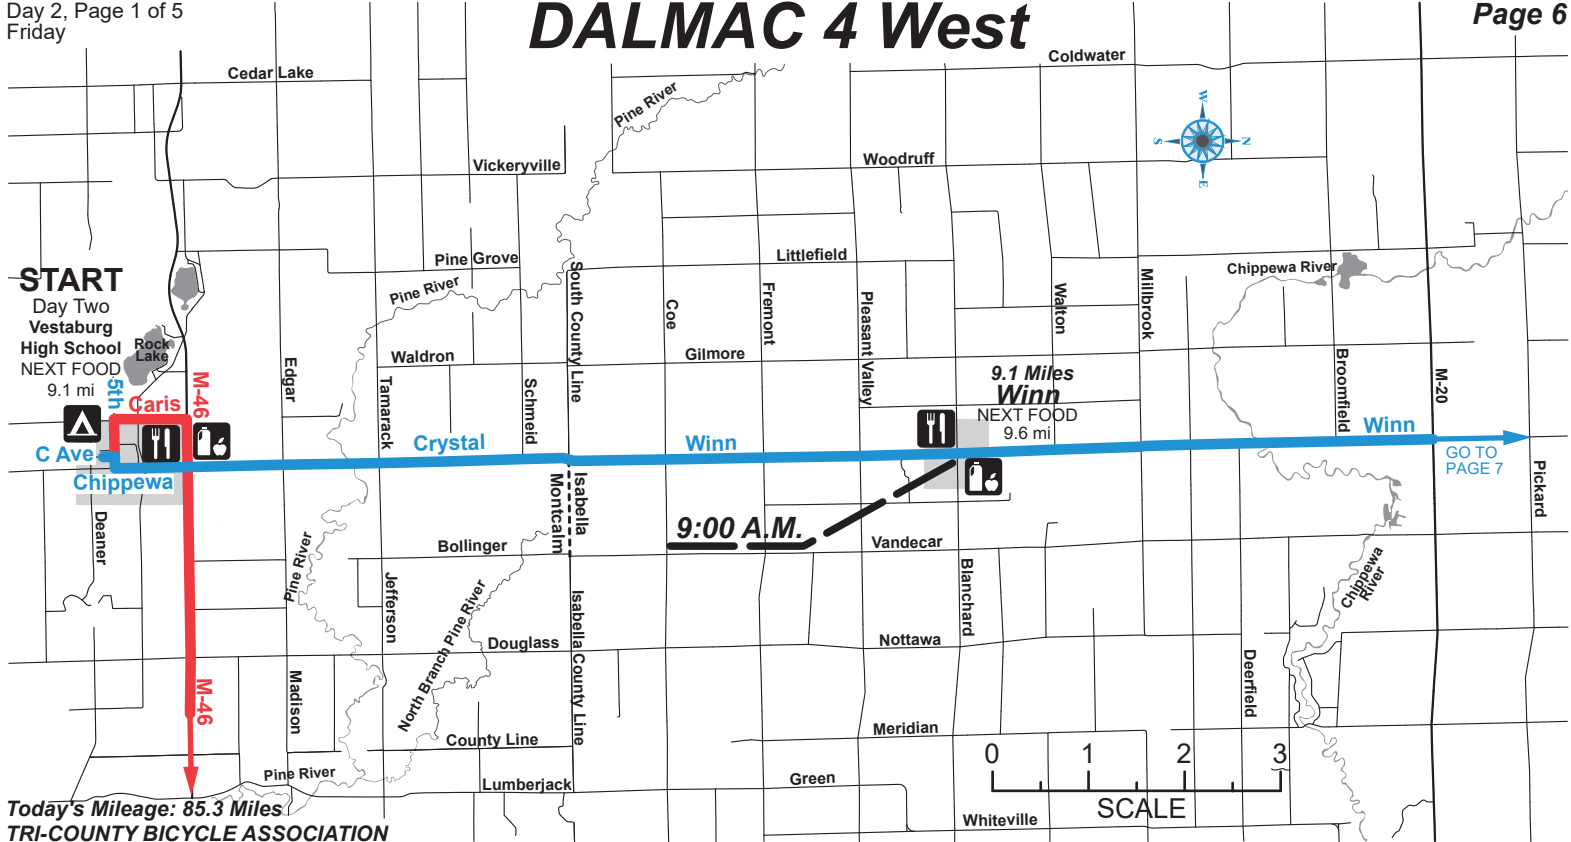 Day 2, Page 1 of 5
Friday
DALMAC 4 West
Page 6
Cedar Lake
Coldwater
Pine River
W
N
S
E
Vickeryville
Woodruff
Pine Grove
Littlefield
Chippewa River
START
Day Two
Vestaburg
High School
NEXT FOOD
9.1 mi
Rock
Lake
Pine River
South County Line
Coe
Fremont
Pleasant Valley
Walton
Millbrook
Waldron
Gilmore
Edgar
Tamarack
Schmeid
Broomfield
M-20
9.1 Miles
Winn
NEXT FOOD
9.6 mi
5th
Caris
M-46
C Ave
Chippewa
Crystal
Winn
Winn
GO TO
PAGE 7
Pickard
Deaner
Isabella
Montcalm
9:00 A.M.
Bollinger
Vandecar
Pine River
Jefferson
North Branch Pine River
Blanchard
Chippewa
River
Douglass
Nottawa
Isabella County Line
M-46
Madison
Deerfield
County Line
Meridian
Pine River
Lumberjack
Green
0 1 2 3
SCALE
Whiteville
Today's Mileage: 85.3 Miles
TRI-COUNTY BICYCLE ASSOCIATION